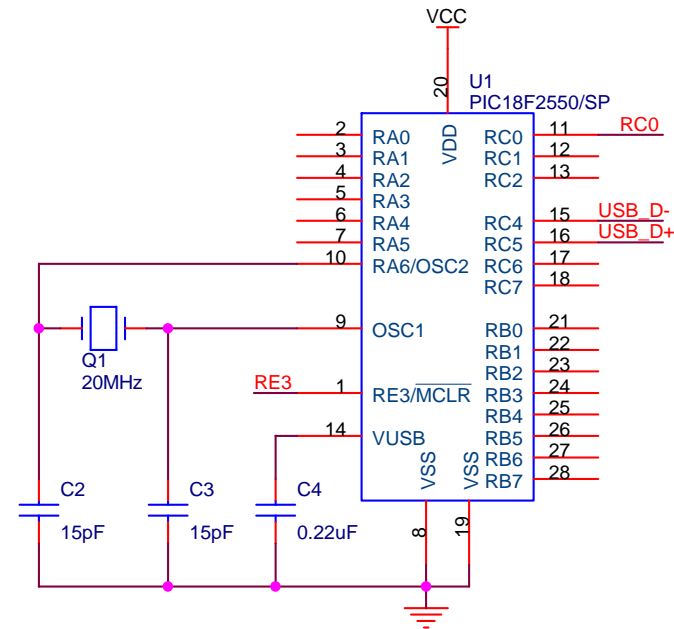 VCC
20
U1
PIC18F2550/SP
VDD
2 RA0
3 RA1
4 RA2
5 RA3
6 RA4
7 RA5
10 RA6/OSC2
9 OSC1
RE3 1 RE3/MCLR
14 VUSB
RC0 11 RC0
RC1 12
RC2 13
RC4 15 USB_D-
RC5 16 USB_D+
RC6 17
RC7 18
RB0 21
RB1 22
RB2 23
RB3 24
RB4 25
RB5 26
RB6 27
RB7 28
VSS
VSS
8
19
Q1
20MHz
C2
15pF
C3
15pF
C4
0.22uF